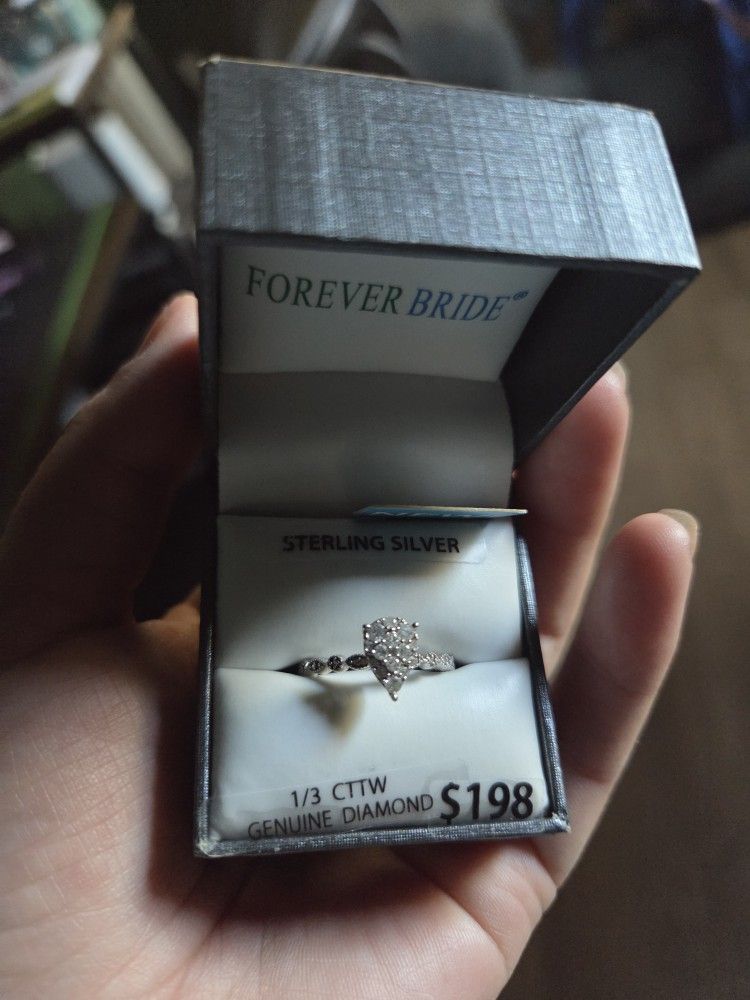 FOREVER BRIDE®
STERLING SILVER
1/3 CTTW
GENUINE DIAMOND $198